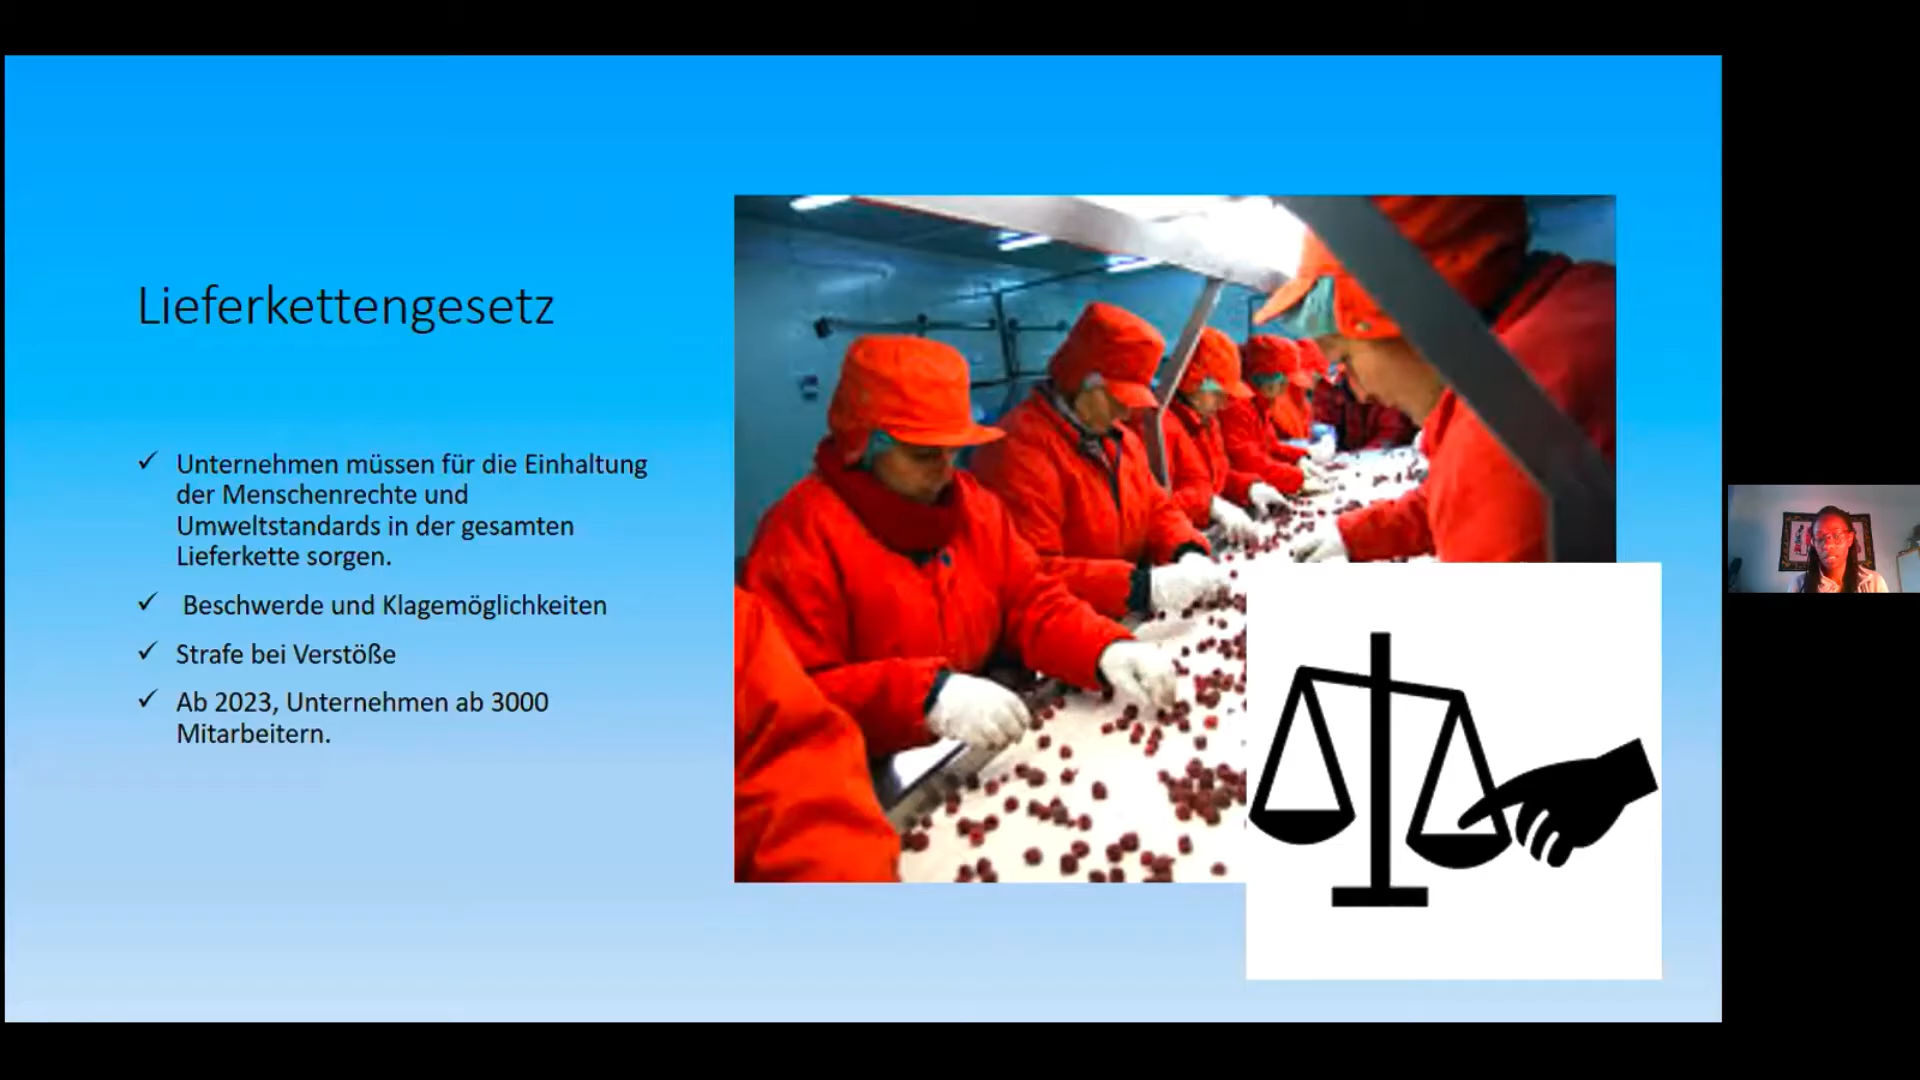 Lieferkettengesetz
✓ Unternehmen müssen für die Einhaltung
der Menschenrechte und
Umweltstandards in der gesamten
Lieferkette sorgen.
✓ Beschwerde und Klagemöglichkeiten
✓ Strafe bei Verstöße
✓ Ab 2023, Unternehmen ab 3000
Mitarbeitern.